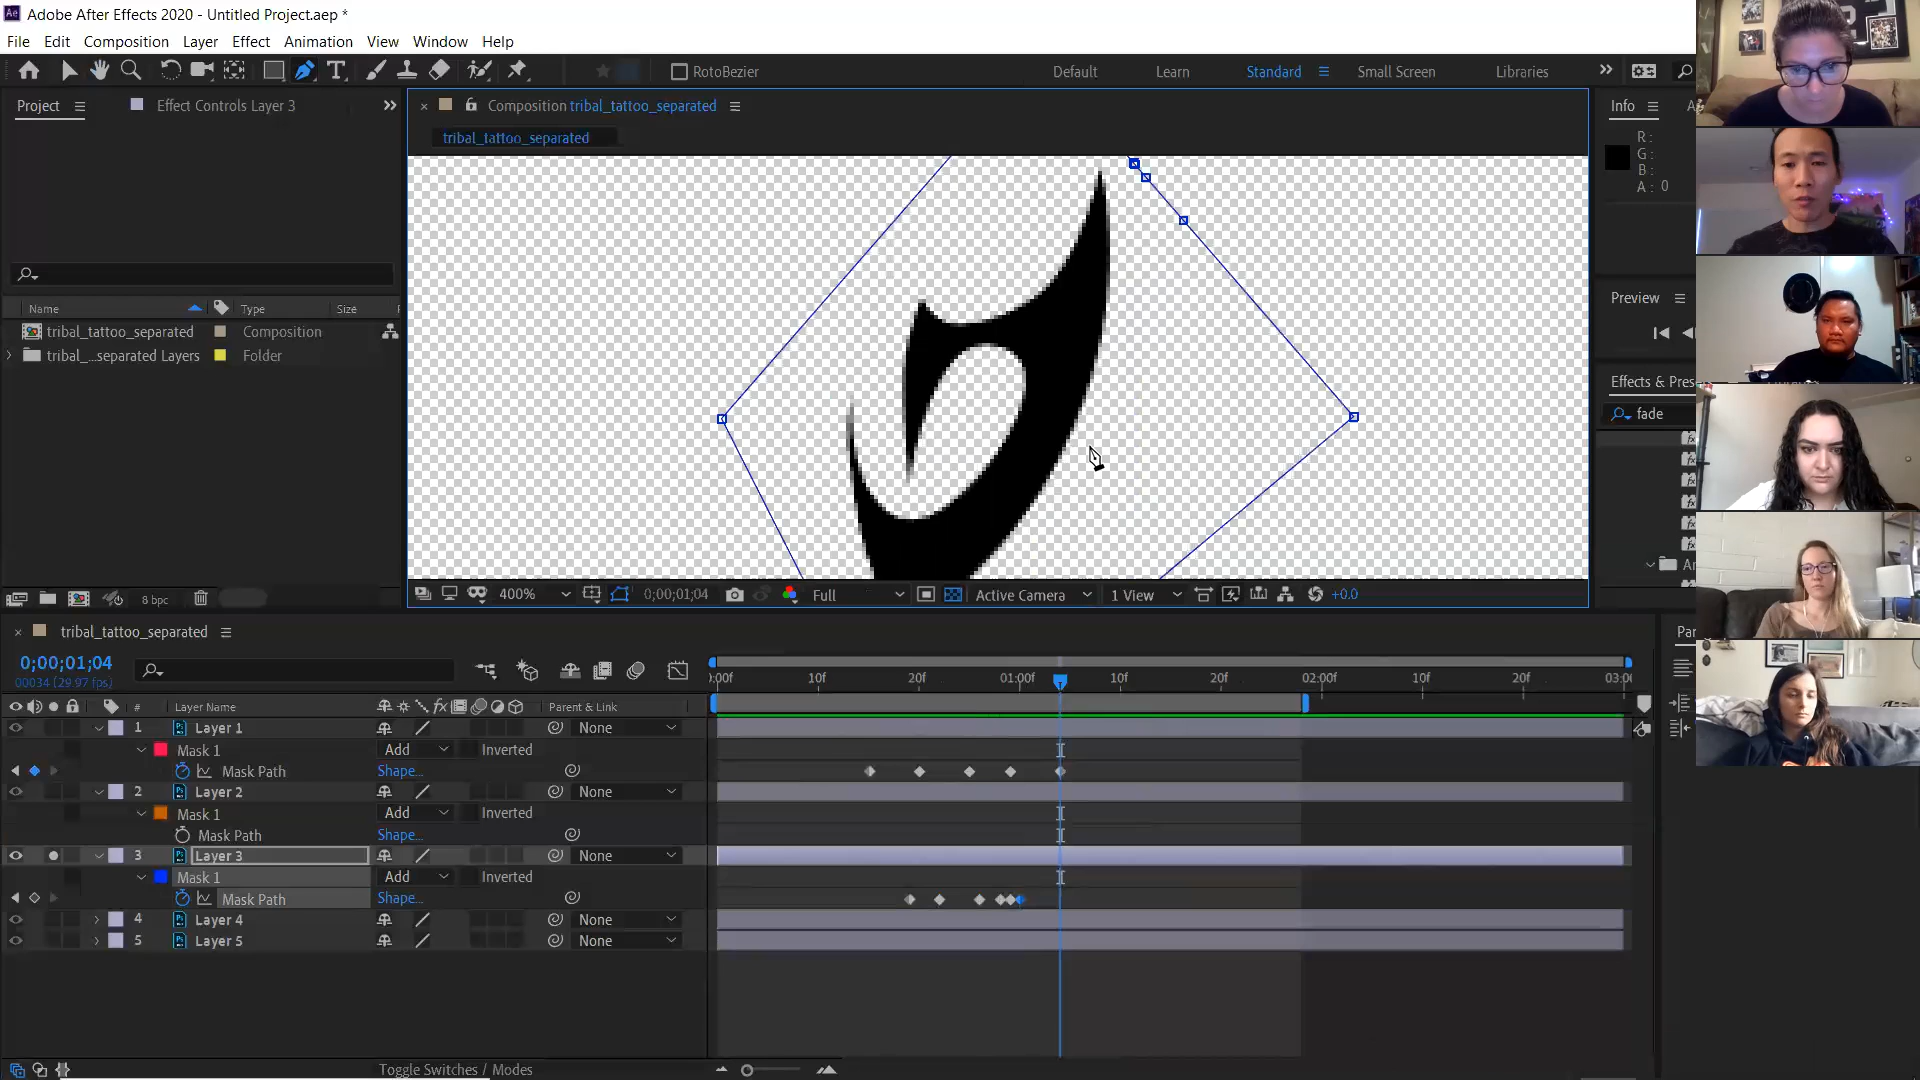 Adobe After Effects 2020 - Untitled Project.aep *
File Edit Composition Layer Effect Animation View Window Help
RotoBezier Default Learn Standard Small Screen Libraries
Project Effect Controls Layer 3
Composition tribal_tattoo_separated
tribal_tattoo_separated
Info
R:
G:
B:
A: 0
Preview
Effects & Pres
fade
Name Type Size
tribal_tattoo_separated Composition
tribal_...separated Layers Folder
8 bpc
400% 0;00;01;04 Full Active Camera 1 View +0.0
tribal_tattoo_separated
0;00;01;04
00034 (29.97 fps)
10f 20f 01:00f 10f 20f 02:00f 10f 20f
# Layer Name Parent & Link
1 Layer 1 None
Mask 1 Add Inverted
Mask Path Shape...
2 Layer 2 None
Mask 1 Add Inverted
Mask Path Shape...
3 Layer 3 None
Mask 1 Add Inverted
Mask Path Shape...
4 Layer 4 None
5 Layer 5 None
Toggle Switches / Modes